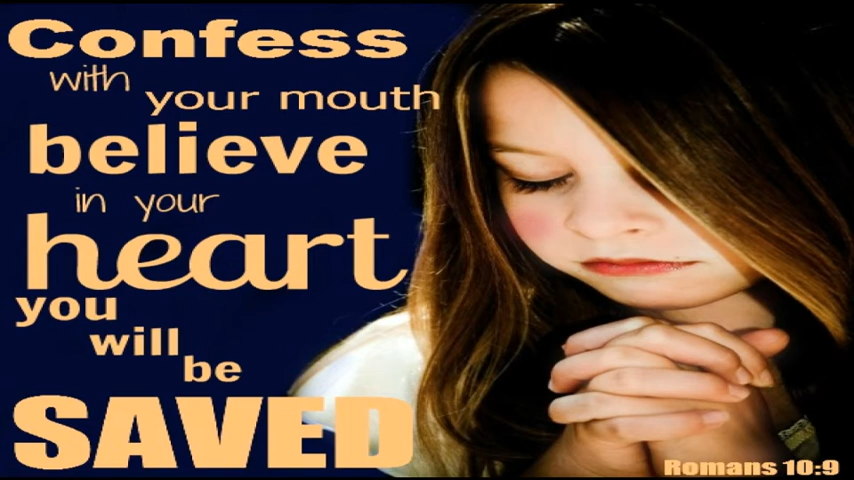 Confess
with
your mouth
believe
in your
heart
you
will
be
SAVED
Romans 10:9